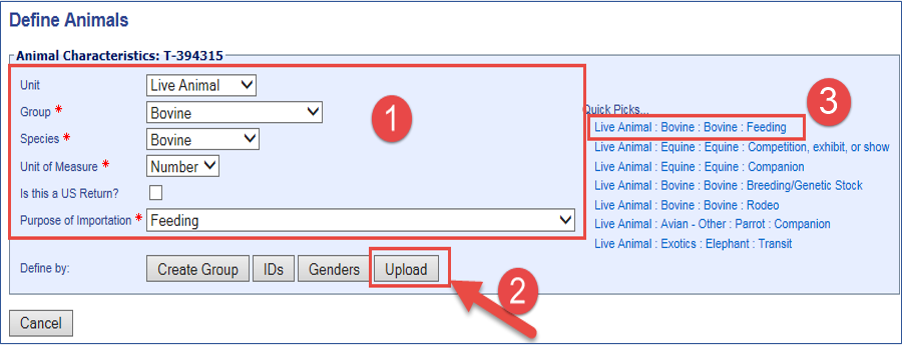 Define Animals
Animal Characteristics: T-394315
Unit Live Animal
Group * Bovine
Species * Bovine
Unit of Measure * Number
Is this a US Return?
Purpose of Importation * Feeding
Define by: Create Group IDs Genders Upload
Cancel
1
2
3
Quick Picks...
Live Animal : Bovine : Bovine : Feeding
Live Animal : Equine : Equine : Competition, exhibit, or show
Live Animal : Equine : Equine : Companion
Live Animal : Bovine : Bovine : Breeding/Genetic Stock
Live Animal : Bovine : Bovine : Rodeo
Live Animal : Avian - Other : Parrot : Companion
Live Animal : Exotics : Elephant : Transit